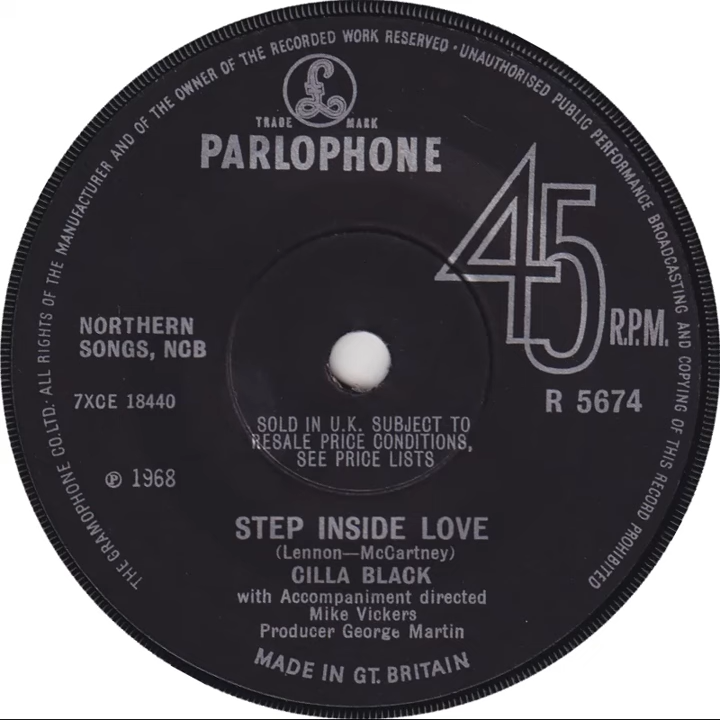 THE GRAMOPHONE CO. LTD. ALL RIGHTS OF THE MANUFACTURER AND OF THE OWNER OF THE RECORDED WORK RESERVED · UNAUTHORISED PUBLIC PERFORMANCE BROADCASTING AND COPYING OF THIS RECORD PROHIBITED
£
TRADE MARK
PARLOPHONE
45 R.P.M.
NORTHERN
SONGS, NCB
7XCE 18440
R 5674
SOLD IN U.K. SUBJECT TO
RESALE PRICE CONDITIONS,
SEE PRICE LISTS
℗ 1968
STEP INSIDE LOVE
(Lennon—McCartney)
CILLA BLACK
with Accompaniment directed
Mike Vickers
Producer George Martin
MADE IN GT. BRITAIN